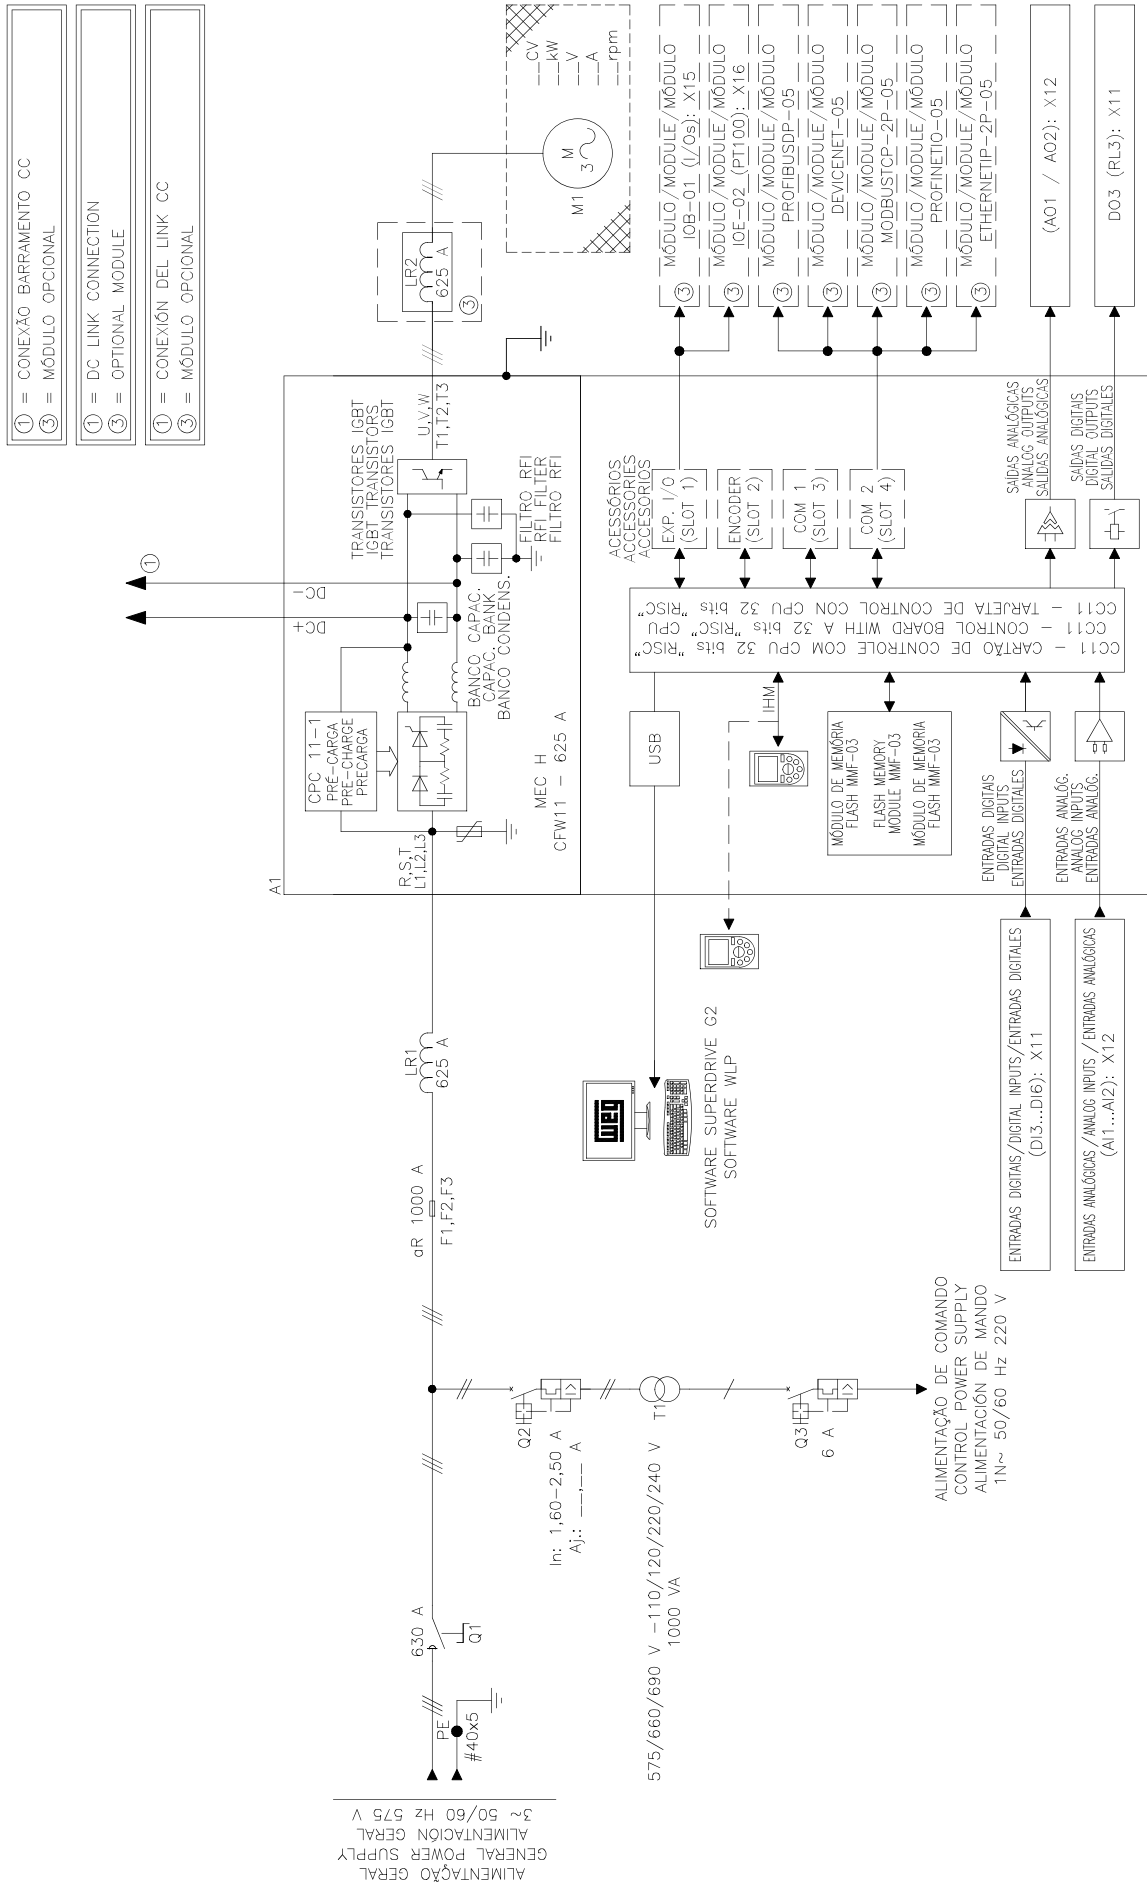 ① = CONEXÃO BARRAMENTO CC
③ = MÓDULO OPCIONAL
① = DC LINK CONNECTION
③ = OPTIONAL MODULE
① = CONEXIÓN DEL LINK CC
③ = MÓDULO OPCIONAL
ALIMENTAÇÃO GERAL
GENERAL POWER SUPPLY
ALIMENTACIÓN GERAL
3~ 50/60 Hz 575 V
PE
#40x5
630 A
Q1
Q2
In: 1,60-2,50 A
Aj.: __,__ A
T1
575/660/690 V -110/120/220/240 V
1000 VA
Q3
6 A
ALIMENTAÇÃO DE COMANDO
CONTROL POWER SUPPLY
ALIMENTACIÓN DE MANDO
1N~ 50/60 Hz 220 V
aR 1000 A
F1,F2,F3
LR1
625 A
A1
R,S,T
L1,L2,L3
CPC 11-1
PRÉ-CARGA
PRE-CHARGE
PRECARGA
MEC H
CFW11 - 625 A
BANCO CAPAC.
CAPAC. BANK
BANCO CONDENS.
DC+
DC-
①
FILTRO RFI
RFI FILTER
FILTRO RFI
TRANSISTORES IGBT
IGBT TRANSISTORS
TRANSISTORES IGBT
U,V,W
T1,T2,T3
LR2
625 A
③
M1
M
3
__CV
__kW
__V
__A
__rpm
SOFTWARE SUPERDRIVE G2
SOFTWARE WLP
weg
USB
IHM
MÓDULO DE MEMÓRIA
FLASH MMF-03
FLASH MEMORY
MODULE MMF-03
MÓDULO DE MEMORIA
FLASH MMF-03
CC11 - CARTÃO DE CONTROLE COM CPU 32 bits "RISC"
CC11 - CONTROL BOARD WITH A 32 bits "RISC" CPU
CC11 - TARJETA DE CONTROL CON CPU 32 bits "RISC"
ACESSÓRIOS
ACCESSORIES
ACCESORIOS
EXP. I/O
(SLOT 1)
ENCODER
(SLOT 2)
COM 1
(SLOT 3)
COM 2
(SLOT 4)
③ MÓDULO/MODULE/MÓDULO
IOB-01 (I/Os): X15
③ MÓDULO/MODULE/MÓDULO
IOE-02 (PT100): X16
③ MÓDULO/MODULE/MÓDULO
PROFIBUSDP-05
③ MÓDULO/MODULE/MÓDULO
DEVICENET-05
③ MÓDULO/MODULE/MÓDULO
MODBUSTCP-2P-05
③ MÓDULO/MODULE/MÓDULO
PROFINETIO-05
③ MÓDULO/MODULE/MÓDULO
ETHERNETIP-2P-05
ENTRADAS DIGITAIS/DIGITAL INPUTS/ENTRADAS DIGITALES
(DI3...DI6): X11
ENTRADAS DIGITAIS
DIGITAL INPUTS
ENTRADAS DIGITALES
ENTRADAS ANALÓGICAS/ANALOG INPUTS/ENTRADAS ANALÓGICAS
(AI1...AI2): X12
ENTRADAS ANALÓG.
ANALOG INPUTS
ENTRADAS ANALÓG.
SAÍDAS ANALÓGICAS
ANALOG OUTPUTS
SALIDAS ANALÓGICAS
(AO1 / AO2): X12
SAÍDAS DIGITAIS
DIGITAL OUTPUTS
SALIDAS DIGITALES
DO3 (RL3): X11